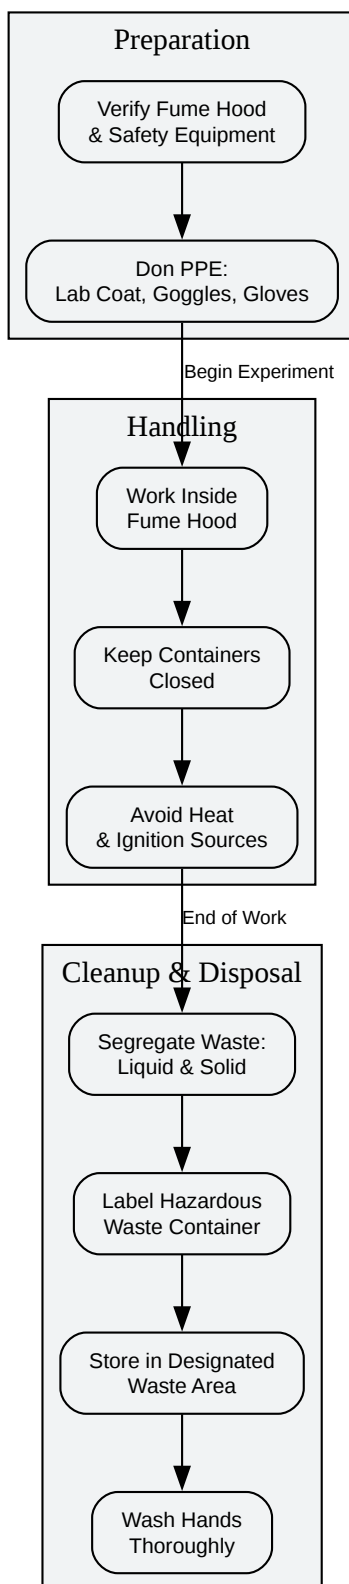 Preparation
Verify Fume Hood
& Safety Equipment
Don PPE:
Lab Coat, Goggles, Gloves
Begin Experiment
Handling
Work Inside
Fume Hood
Keep Containers
Closed
Avoid Heat
& Ignition Sources
End of Work
Cleanup & Disposal
Segregate Waste:
Liquid & Solid
Label Hazardous
Waste Container
Store in Designated
Waste Area
Wash Hands
Thoroughly